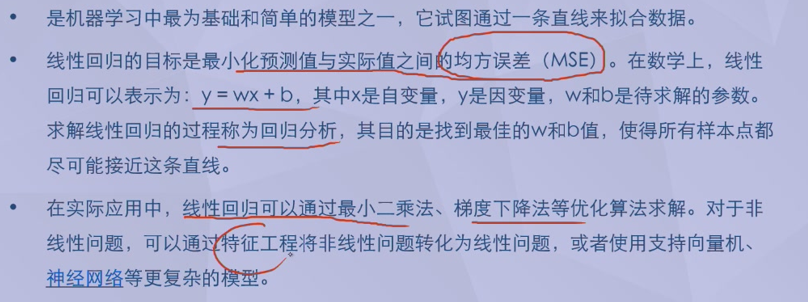 • 是机器学习中最为基础和简单的模型之一，它试图通过一条直线来拟合数据。
• 线性回归的目标是最小化预测值与实际值之间的均方误差（MSE）。在数学上，线性
回归可以表示为：y = wx + b，其中x是自变量，y是因变量，w和b是待求解的参数。
求解线性回归的过程称为回归分析，其目的是找到最佳的w和b值，使得所有样本点都
尽可能接近这条直线。
• 在实际应用中，线性回归可以通过最小二乘法、梯度下降法等优化算法求解。对于非
线性问题，可以通过特征工程将非线性问题转化为线性问题，或者使用支持向量机、
神经网络等更复杂的模型。